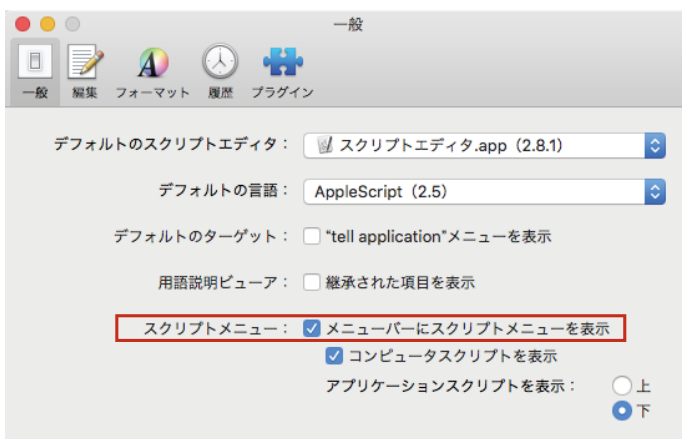 一般
一般 編集 フォーマット 履歴 プラグイン
デフォルトのスクリプトエディタ： スクリプトエディタ.app（2.8.1）
デフォルトの言語： AppleScript（2.5）
デフォルトのターゲット： "tell application"メニューを表示
用語説明ビューア： 継承された項目を表示
スクリプトメニュー： メニューバーにスクリプトメニューを表示
コンピュータスクリプトを表示
アプリケーションスクリプトを表示： 上
下